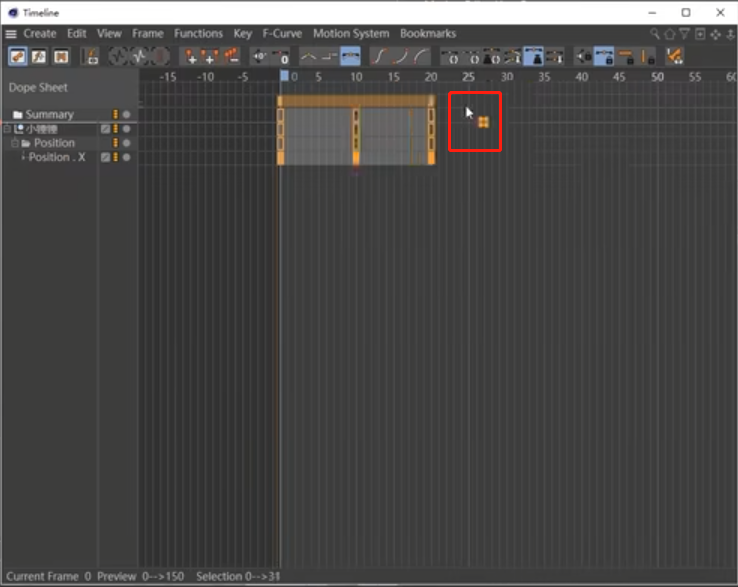 Timeline
Create Edit View Frame Functions Key F-Curve Motion System Bookmarks
-15 -10 -5 0 5 10 15 20 25 30 35 40 45 50 55 60
Dope Sheet
Summary
小锤锤
Position
Position . X
Current Frame 0 Preview 0-->150 Selection 0-->31